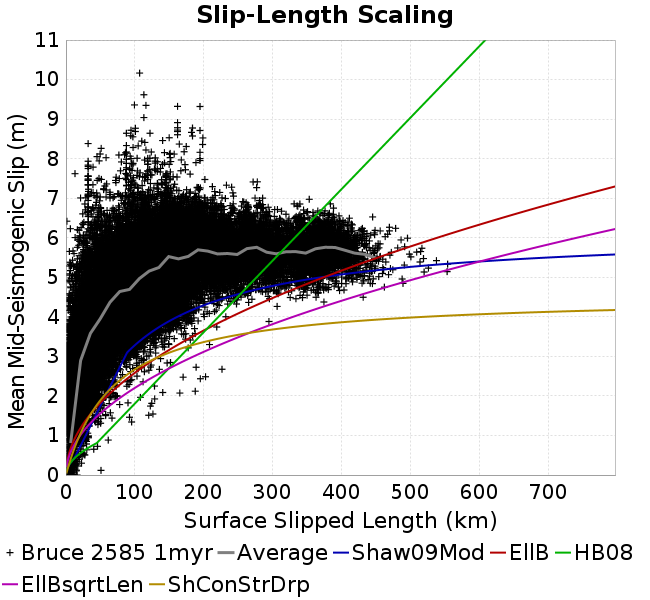 Slip-Length Scaling
Mean Mid-Seismogenic Slip (m)
11
10
9
8
7
6
5
4
3
2
1
0
0 100 200 300 400 500 600 700
Surface Slipped Length (km)
Bruce 2585 1myr Average Shaw09Mod EllB HB08
EllBsqrtLen ShConStrDrp